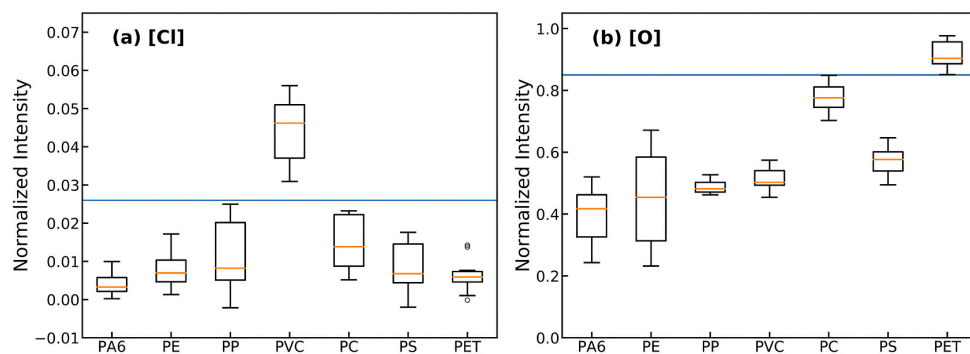 (a) [Cl]
Normalized Intensity
0.07
0.06
0.05
0.04
0.03
0.02
0.01
0.00
−0.01
PA6 PE PP PVC PC PS PET
(b) [O]
Normalized Intensity
1.0
0.8
0.6
0.4
0.2
0.0
PA6 PE PP PVC PC PS PET